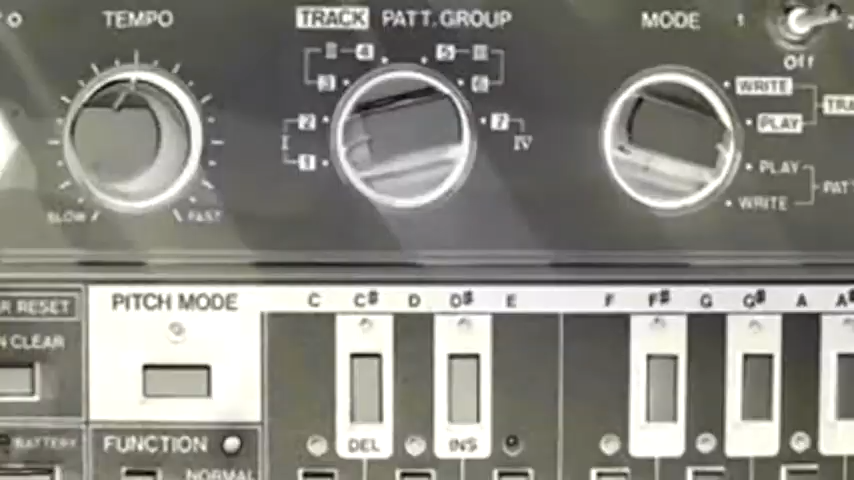 TEMPO TRACK PATT. GROUP MODE 1 2
Off
II 4 5 III
3 6 WRITE
2 7 PLAY
I IV
1 PLAY
WRITE
SLOW FAST
R RESET PITCH MODE C C# D D# E F F# G G# A A#
N CLEAR
BATTERY FUNCTION DEL INS
NORMAL